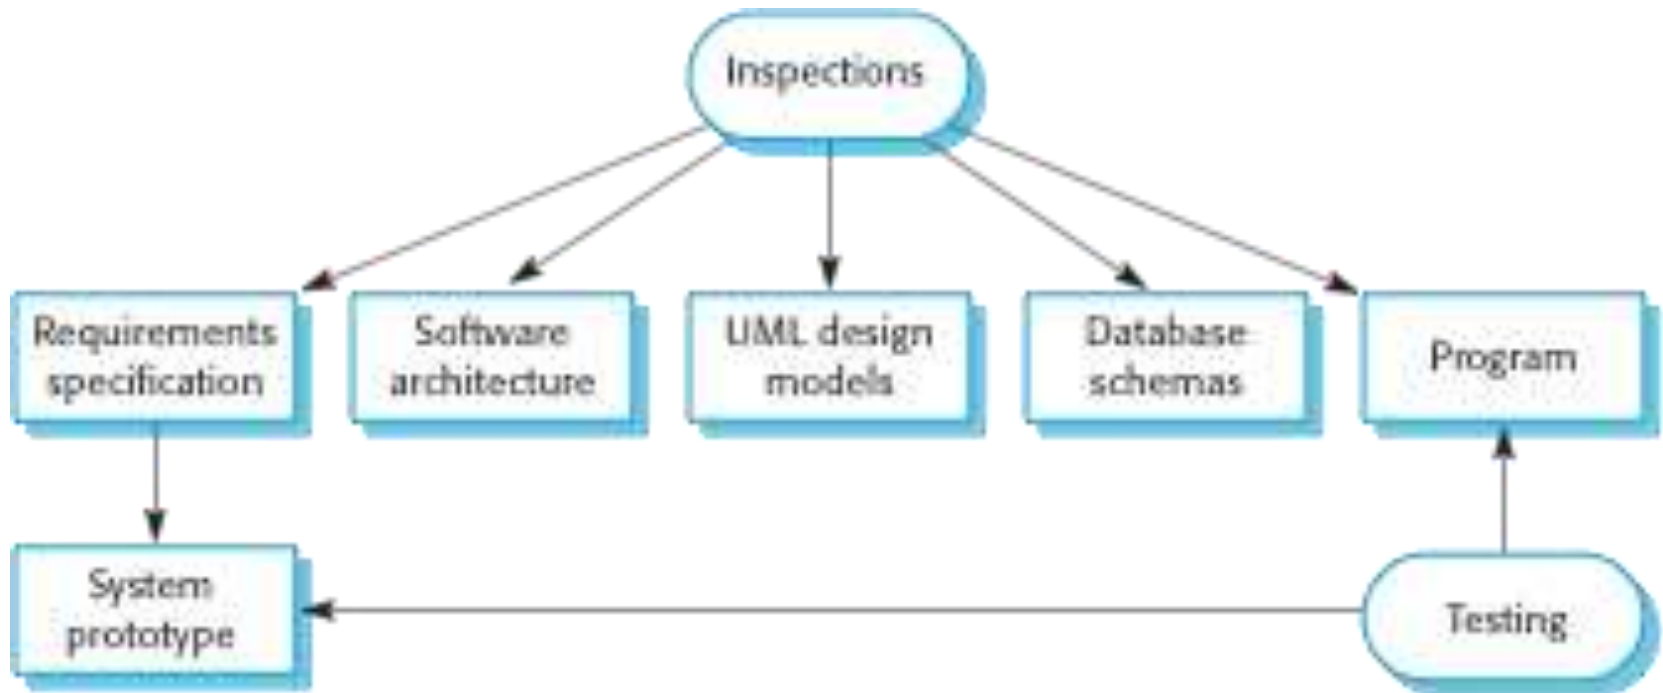 Inspections
Requirements
specification
Software
architecture
UML design
models
Database
schemas
Program
System
prototype
Testing